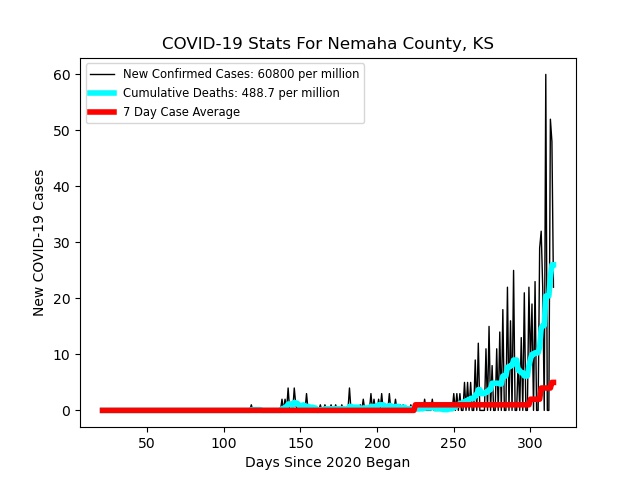 COVID-19 Stats For Nemaha County, KS
New Confirmed Cases: 60800 per million
Cumulative Deaths: 488.7 per million
7 Day Case Average
60
50
40
30
20
10
0
New COVID-19 Cases
50 100 150 200 250 300
Days Since 2020 Began